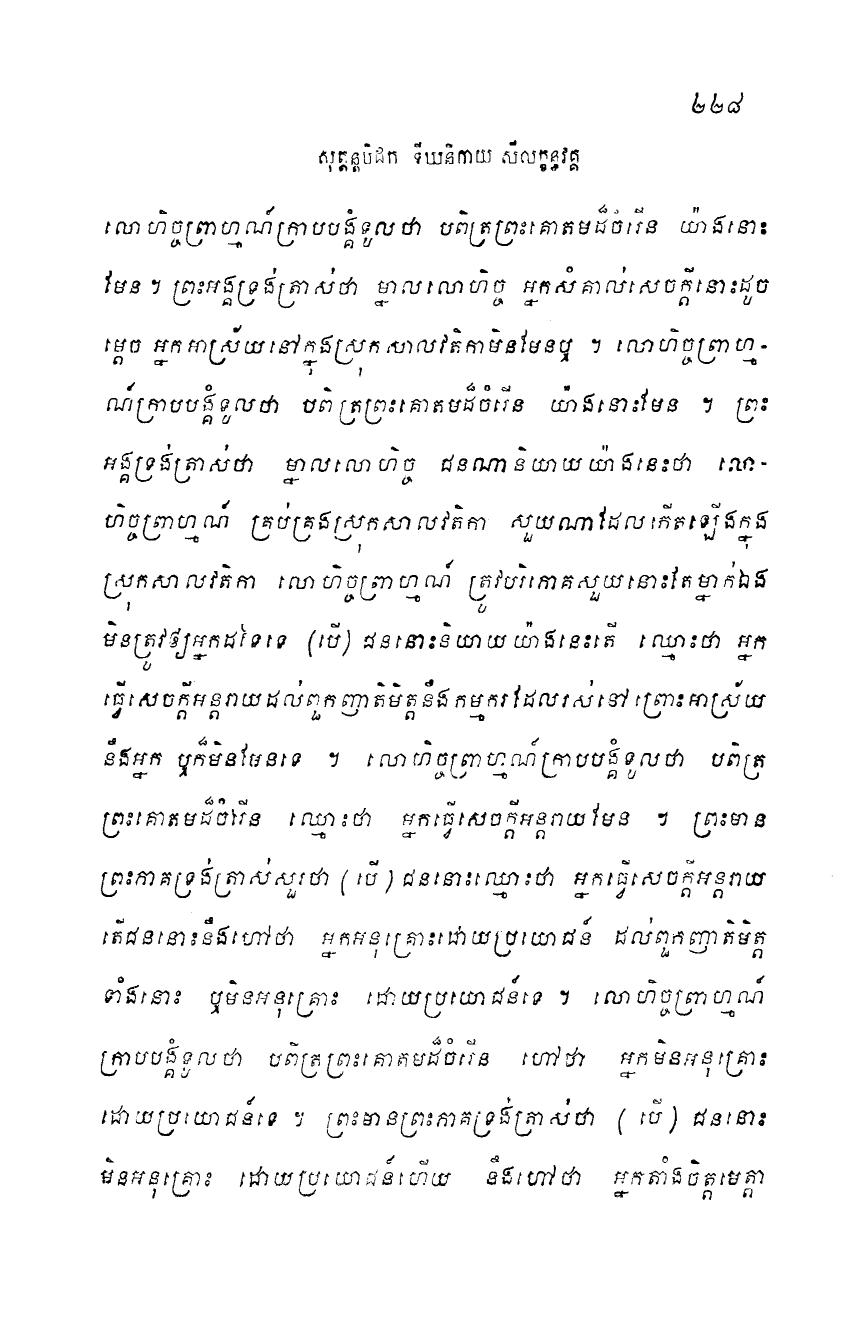 ២២៨
សុត្តន្តបិដក ទីឃនិកាយ សីលក្ខន្ធវគ្គ
លោហិច្ចព្រាហ្មណ៍ក្រាបបង្គំទូលថា បពិត្រព្រះគោតមដ៏ចំរើន យ៉ាងនោះ
មែន ។ ព្រះអង្គទ្រង់ត្រាស់ថា ម្នាលលោហិច្ច អ្នកសំគាល់សេចក្តីនោះដូច
ម្តេច អ្នកអាស្រ័យនៅក្នុងស្រុកសាលវតិកាមិនមែនឬ ។ លោហិច្ចព្រាហ្ម-
ណ៍ក្រាបបង្គំទូលថា បពិត្រព្រះគោតមដ៏ចំរើន យ៉ាងនោះមែន ។ ព្រះ
អង្គទ្រង់ត្រាស់ថា ម្នាលលោហិច្ច ជនណានិយាយយ៉ាងនេះថា លោ-
ហិច្ចព្រាហ្មណ៍ គ្រប់គ្រងស្រុកសាលវតិកា សួយណាដែលកើតឡើងក្នុង
ស្រុកសាលវតិកា លោហិច្ចព្រាហ្មណ៍ ត្រូវបរិភោគសួយនោះតែម្នាក់ឯង
មិនត្រូវឱ្យអ្នកដទៃទេ (បើ) ជននោះនិយាយយ៉ាងនេះតើ ឈ្មោះថា អ្នក
ធ្វើសេចក្តីអន្តរាយដល់ពួកញាតិមិត្តនឹងកម្មករដែលរស់នៅ ព្រោះអាស្រ័យ
នឹងអ្នក ឬក៏មិនមែនទេ ។ លោហិច្ចព្រាហ្មណ៍ក្រាបបង្គំទូលថា បពិត្រ
ព្រះគោតមដ៏ចំរើន ឈ្មោះថា អ្នកធ្វើសេចក្តីអន្តរាយមែន ។ ព្រះមាន
ព្រះភាគទ្រង់ត្រាស់សួរថា (បើ) ជននោះឈ្មោះថា អ្នកធ្វើសេចក្តីអន្តរាយ
តើជននោះនឹងហៅថា អ្នកអនុគ្រោះដោយប្រយោជន៍ ដល់ពួកញាតិមិត្ត
ទាំងនោះ ឬមិនអនុគ្រោះ ដោយប្រយោជន៍ទេ ។ លោហិច្ចព្រាហ្មណ៍
ក្រាបបង្គំទូលថា បពិត្រព្រះគោតមដ៏ចំរើន ហៅថា អ្នកមិនអនុគ្រោះ
ដោយប្រយោជន៍ទេ ។ ព្រះមានព្រះភាគទ្រង់ត្រាស់ថា (បើ) ជននោះ
មិនអនុគ្រោះ ដោយប្រយោជន៍ហើយ នឹងហៅថា អ្នកតាំងចិត្តមេត្តា